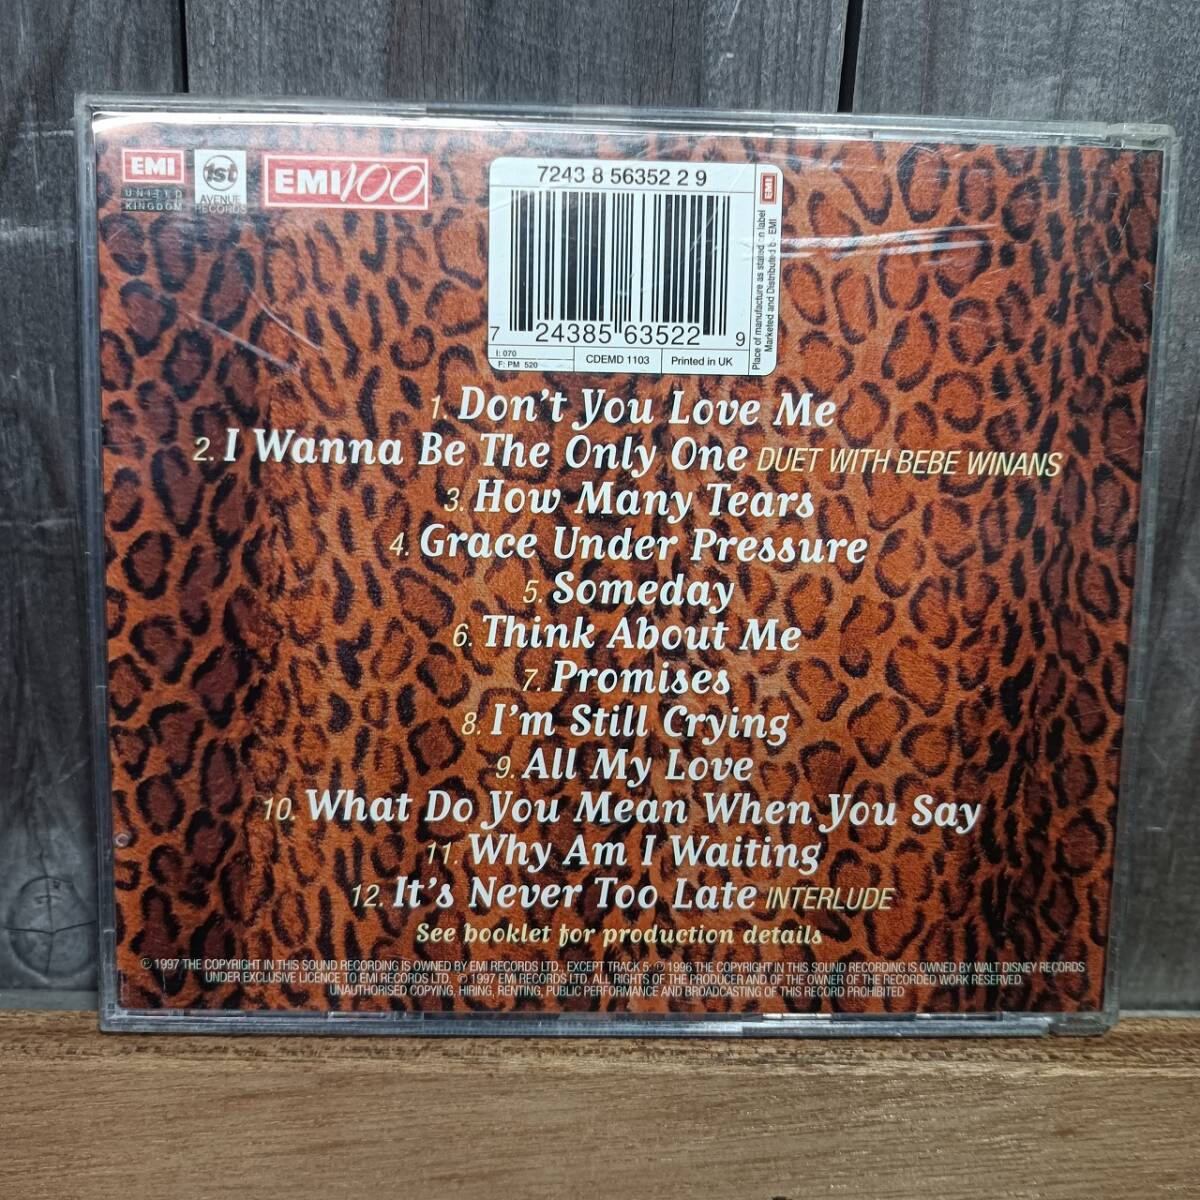 EMI
UNITED
KINGDOM
1st
AVENUE
RECORDS
EMI100
7243 8 56352 2 9
7 24385 63522 9
I: 070
F: PM 520
CDEMD 1103
Printed in UK
EMI
Place of manufacture as stated on label
Marketed and Distributed by EMI
1. Don't You Love Me
2. I Wanna Be The Only One DUET WITH BEBE WINANS
3. How Many Tears
4. Grace Under Pressure
5. Someday
6. Think About Me
7. Promises
8. I'm Still Crying
9. All My Love
10. What Do You Mean When You Say
11. Why Am I Waiting
12. It's Never Too Late INTERLUDE
See booklet for production details
℗ 1997 THE COPYRIGHT IN THIS SOUND RECORDING IS OWNED BY EMI RECORDS LTD., EXCEPT TRACK 5: ℗ 1996 THE COPYRIGHT IN THIS SOUND RECORDING IS OWNED BY WALT DISNEY RECORDS
UNDER EXCLUSIVE LICENCE TO EMI RECORDS LTD. © 1997 EMI RECORDS LTD. ALL RIGHTS OF THE PRODUCER AND OF THE OWNER OF THE RECORDED WORK RESERVED.
UNAUTHORISED COPYING, HIRING, RENTING, PUBLIC PERFORMANCE AND BROADCASTING OF THIS RECORD PROHIBITED